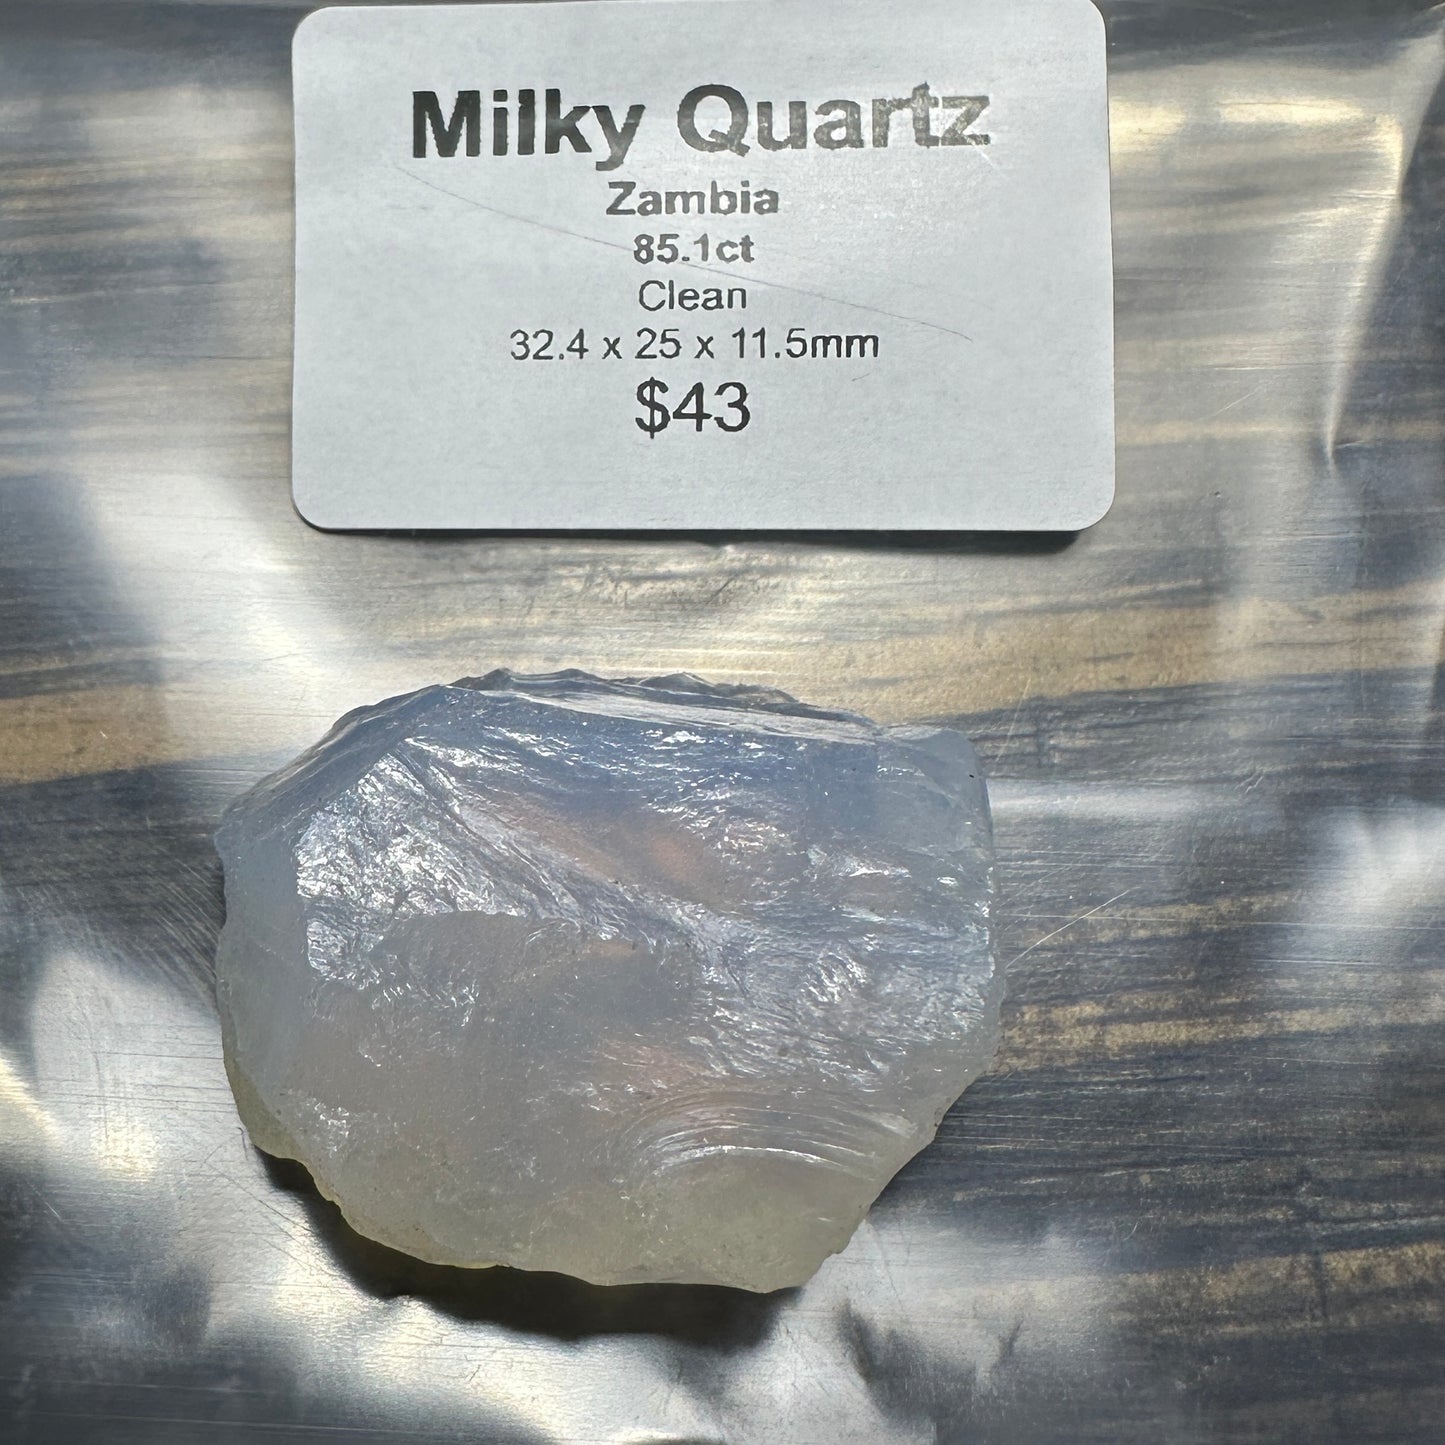 Milky Quartz
Zambia
85.1ct
Clean
32.4 x 25 x 11.5mm
$43